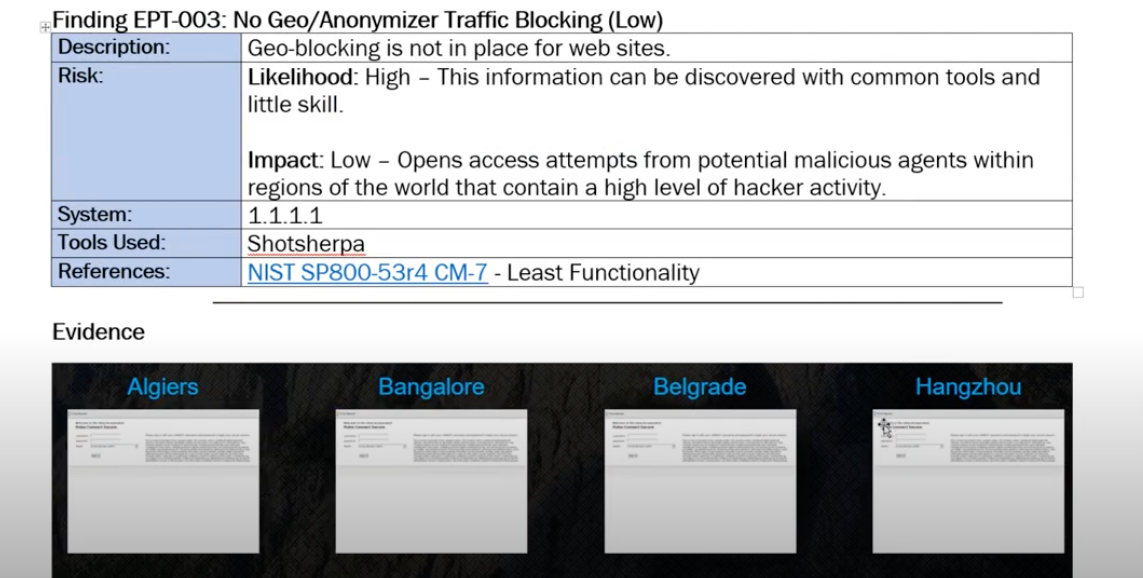 Finding EPT-003: No Geo/Anonymizer Traffic Blocking (Low)
Description:
Geo-blocking is not in place for web sites.
Risk:
Likelihood: High – This information can be discovered with common tools and
little skill.
Impact: Low – Opens access attempts from potential malicious agents within
regions of the world that contain a high level of hacker activity.
System:
1.1.1.1
Tools Used:
Shotsherpa
References:
NIST SP800-53r4 CM-7 - Least Functionality
Evidence
Algiers
Bangalore
Belgrade
Hangzhou